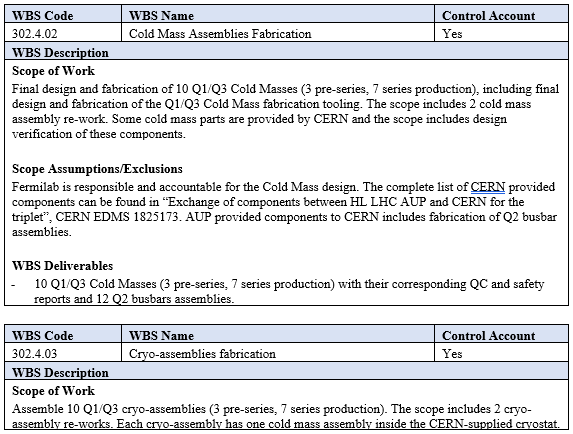 WBS Code WBS Name Control Account
302.4.02 Cold Mass Assemblies Fabrication Yes
WBS Description
Scope of Work
Final design and fabrication of 10 Q1/Q3 Cold Masses (3 pre-series, 7 series production), including final
design and fabrication of the Q1/Q3 Cold Mass fabrication tooling. The scope includes 2 cold mass
assembly re-work. Some cold mass parts are provided by CERN and the scope includes design
verification of these components.
Scope Assumptions/Exclusions
Fermilab is responsible and accountable for the Cold Mass design. The complete list of CERN provided
components can be found in “Exchange of components between HL LHC AUP and CERN for the
triplet”, CERN EDMS 1825173. AUP provided components to CERN includes fabrication of Q2 busbar
assemblies.
WBS Deliverables
- 10 Q1/Q3 Cold Masses (3 pre-series, 7 series production) with their corresponding QC and safety
reports and 12 Q2 busbars assemblies.
WBS Code WBS Name Control Account
302.4.03 Cryo-assemblies fabrication Yes
WBS Description
Scope of Work
Assemble 10 Q1/Q3 cryo-assemblies (3 pre-series, 7 series production). The scope includes 2 cryo-
assembly re-works. Each cryo-assembly has one cold mass assembly inside the CERN-supplied cryostat.